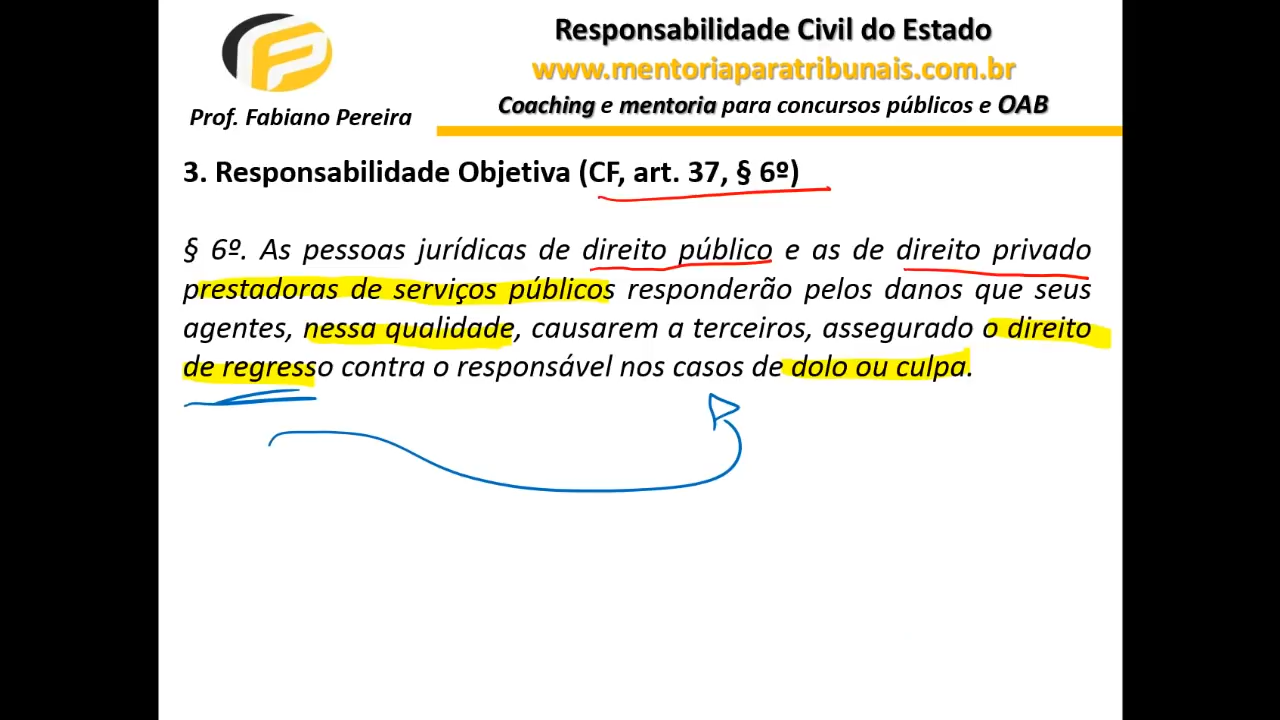 Responsabilidade Civil do Estado
www.mentoriaparatribunais.com.br
Coaching e mentoria para concursos públicos e OAB
Prof. Fabiano Pereira
3. Responsabilidade Objetiva (CF, art. 37, § 6º)
§ 6º. As pessoas jurídicas de direito público e as de direito privado
prestadoras de serviços públicos responderão pelos danos que seus
agentes, nessa qualidade, causarem a terceiros, assegurado o direito
de regresso contra o responsável nos casos de dolo ou culpa.